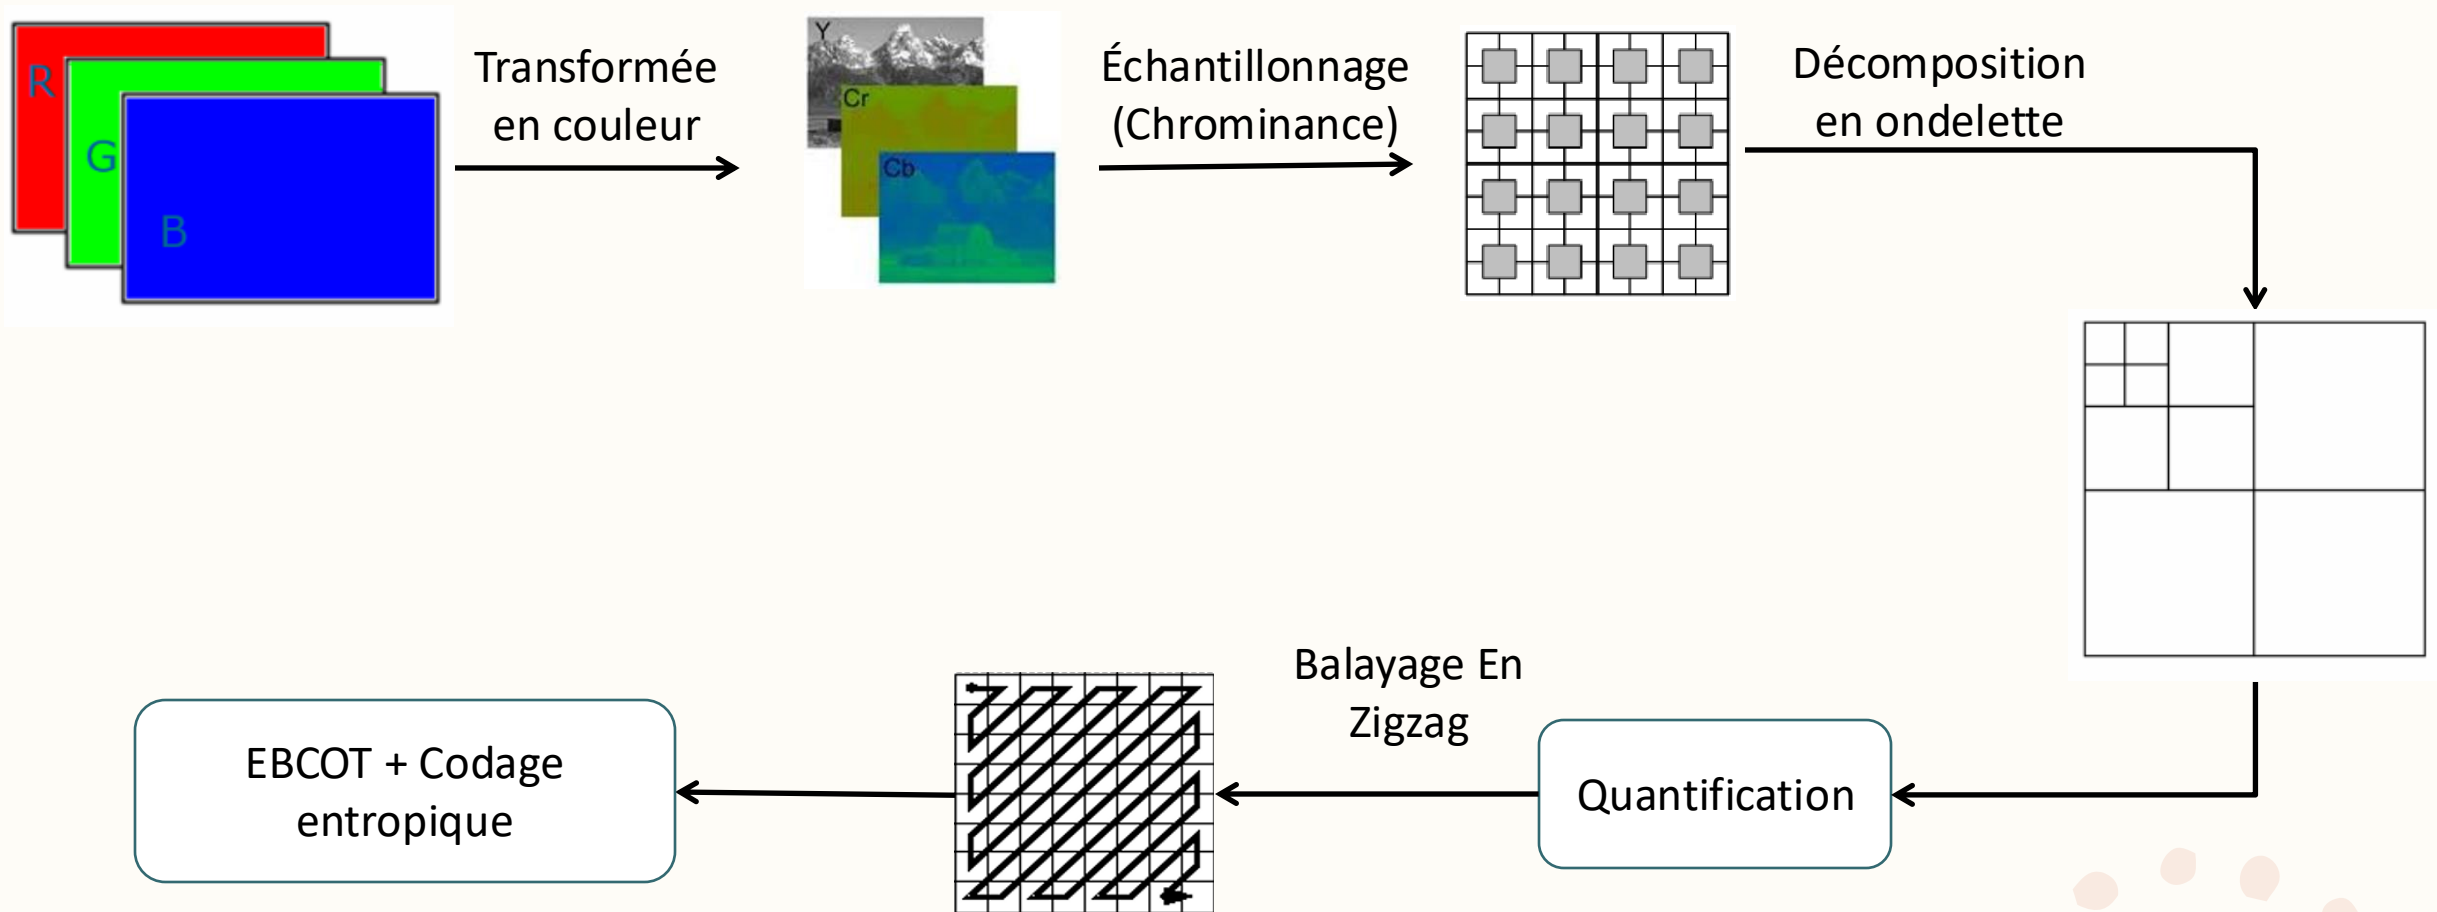 R
G
B
Transformée
en couleur
Y
Cr
Cb
Échantillonnage
(Chrominance)
Décomposition
en ondelette
Balayage En
Zigzag
Quantification
EBCOT + Codage
entropique